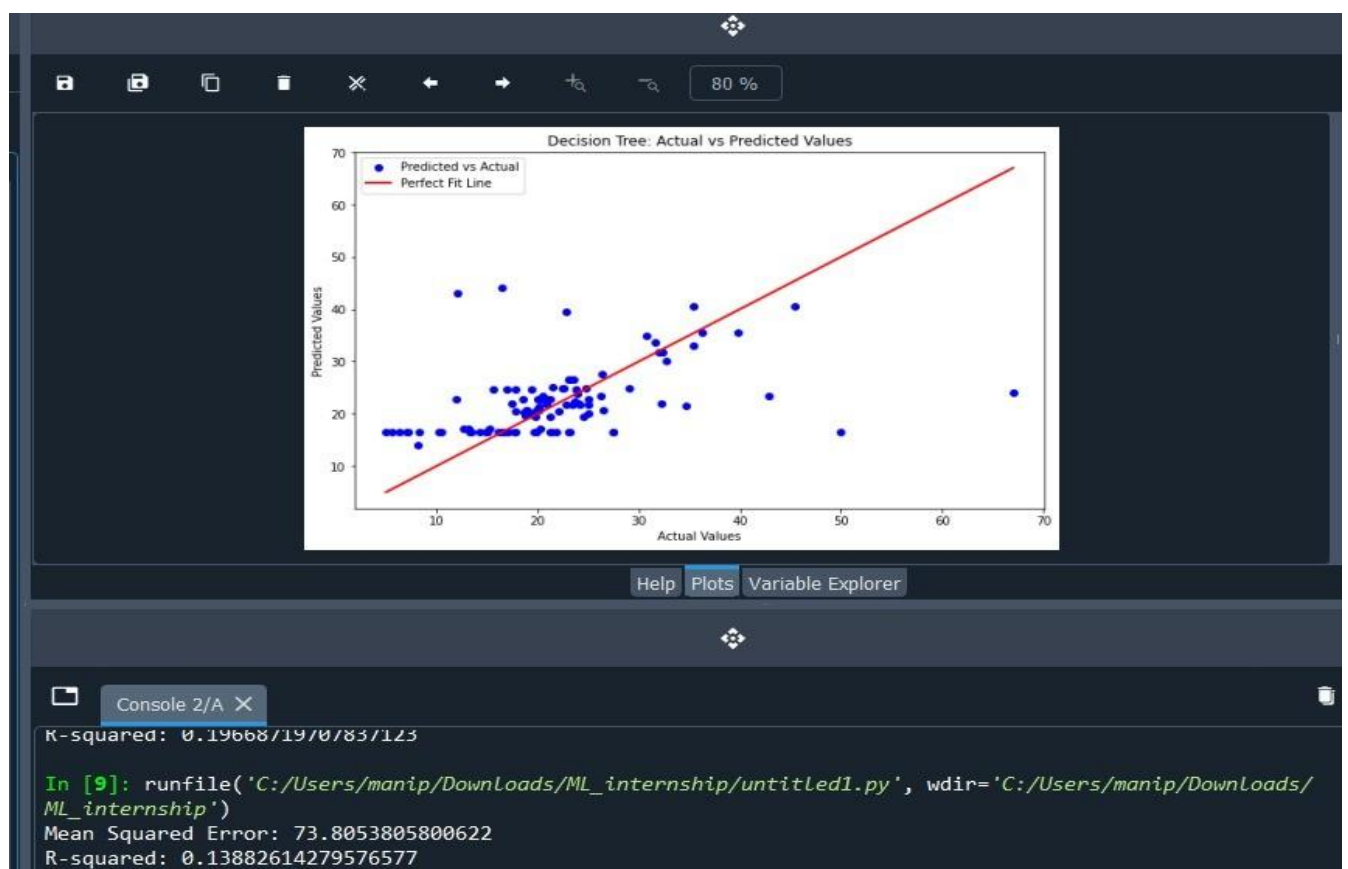 80 %
Decision Tree: Actual vs Predicted Values
Predicted vs Actual
Perfect Fit Line
70
60
50
40
30
20
10
Predicted Values
10 20 30 40 50 60 70
Actual Values
Help Plots Variable Explorer
Console 2/A
R-squared: 0.19668719707837123
In [9]: runfile('C:/Users/manip/Downloads/ML_internship/untitled1.py', wdir='C:/Users/manip/Downloads/
ML_internship')
Mean Squared Error: 73.8053805800622
R-squared: 0.13882614279576577